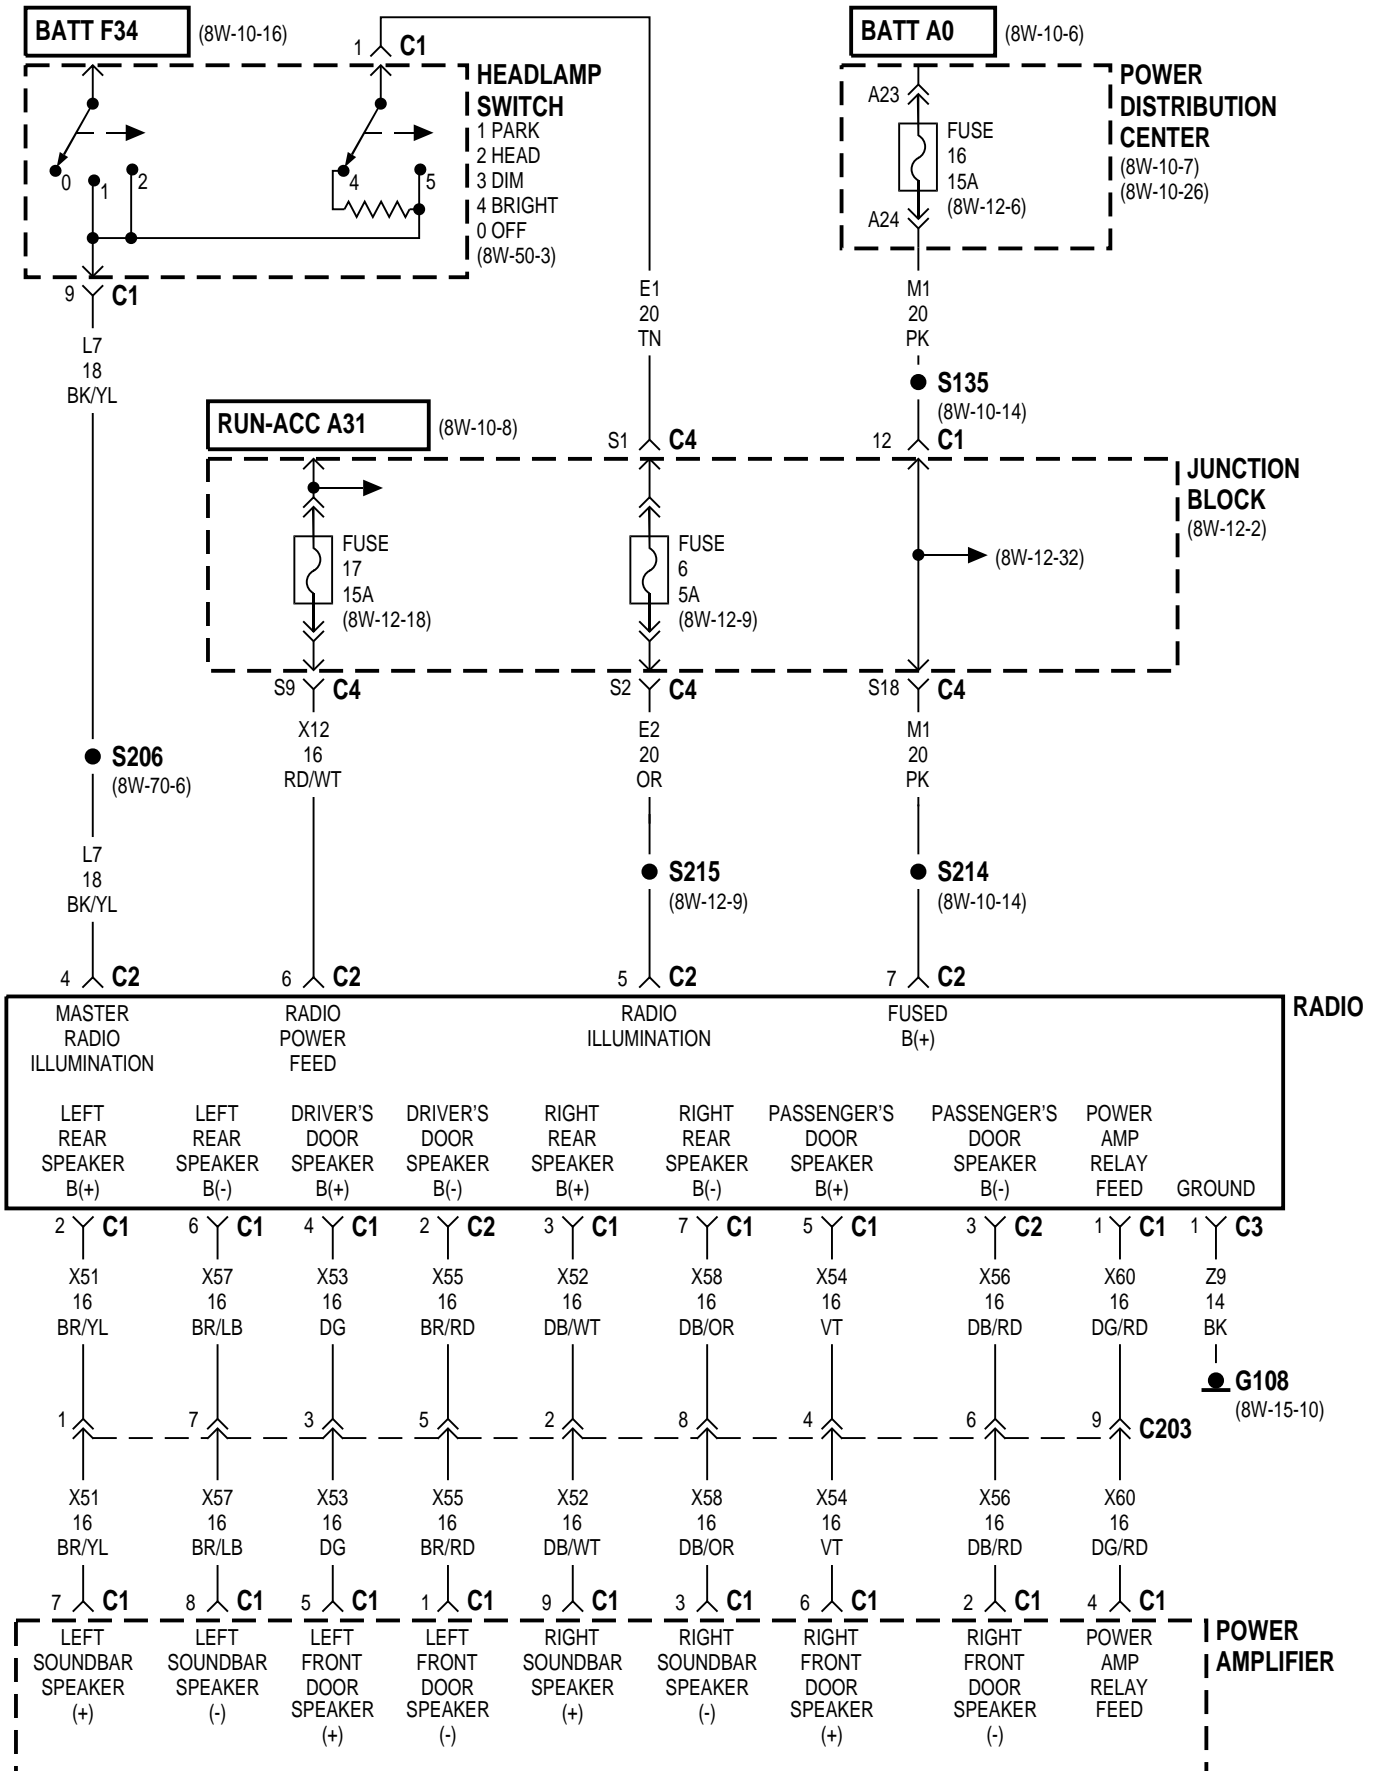 BATT F34 (8W-10-16)
1 C1
BATT A0 (8W-10-6)
HEADLAMP
SWITCH
1 PARK
2 HEAD
3 DIM
4 BRIGHT
0 OFF
(8W-50-3)
0 1 2 4 5
9 C1
POWER
DISTRIBUTION
CENTER
(8W-10-7)
(8W-10-26)
A23
FUSE
16
15A
(8W-12-6)
A24
L7
18
BK/YL
E1
20
TN
M1
20
PK
S135
(8W-10-14)
RUN-ACC A31 (8W-10-8)
S1 C4
12 C1
JUNCTION
BLOCK
(8W-12-2)
FUSE
17
15A
(8W-12-18)
FUSE
6
5A
(8W-12-9)
(8W-12-32)
S9 C4
S2 C4
S18 C4
X12
16
RD/WT
E2
20
OR
M1
20
PK
S206
(8W-70-6)
L7
18
BK/YL
S215
(8W-12-9)
S214
(8W-10-14)
4 C2
6 C2
5 C2
7 C2
RADIO
MASTER
RADIO
ILLUMINATION
RADIO
POWER
FEED
RADIO
ILLUMINATION
FUSED
B(+)
LEFT
REAR
SPEAKER
B(+)
LEFT
REAR
SPEAKER
B(-)
DRIVER'S
DOOR
SPEAKER
B(+)
DRIVER'S
DOOR
SPEAKER
B(-)
RIGHT
REAR
SPEAKER
B(+)
RIGHT
REAR
SPEAKER
B(-)
PASSENGER'S
DOOR
SPEAKER
B(+)
PASSENGER'S
DOOR
SPEAKER
B(-)
POWER
AMP
RELAY
FEED
GROUND
2 C1
6 C1
4 C1
2 C2
3 C1
7 C1
5 C1
3 C2
1 C1
1 C3
X51
16
BR/YL
X57
16
BR/LB
X53
16
DG
X55
16
BR/RD
X52
16
DB/WT
X58
16
DB/OR
X54
16
VT
X56
16
DB/RD
X60
16
DG/RD
Z9
14
BK
G108
(8W-15-10)
1 7 3 5 2 8 4 6 9 C203
X51
16
BR/YL
X57
16
BR/LB
X53
16
DG
X55
16
BR/RD
X52
16
DB/WT
X58
16
DB/OR
X54
16
VT
X56
16
DB/RD
X60
16
DG/RD
7 C1
8 C1
5 C1
1 C1
9 C1
3 C1
6 C1
2 C1
4 C1
POWER
AMPLIFIER
LEFT
SOUNDBAR
SPEAKER
(+)
LEFT
SOUNDBAR
SPEAKER
(-)
LEFT
FRONT
DOOR
SPEAKER
(+)
LEFT
FRONT
DOOR
SPEAKER
(-)
RIGHT
SOUNDBAR
SPEAKER
(+)
RIGHT
SOUNDBAR
SPEAKER
(-)
RIGHT
FRONT
DOOR
SPEAKER
(+)
RIGHT
FRONT
DOOR
SPEAKER
(-)
POWER
AMP
RELAY
FEED